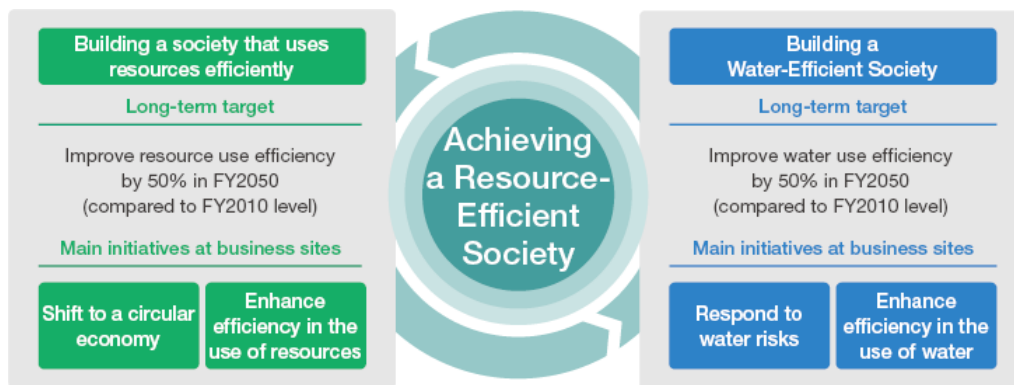 Building a society that uses
resources efficiently
Long-term target
Improve resource use efficiency
by 50% in FY2050
(compared to FY2010 level)
Main initiatives at business sites
Shift to a circular
economy
Enhance
efficiency in the
use of resources
Achieving
a Resource-
Efficient
Society
Building a
Water-Efficient Society
Long-term target
Improve water use efficiency
by 50% in FY2050
(compared to FY2010 level)
Main initiatives at business sites
Respond to
water risks
Enhance
efficiency in the
use of water